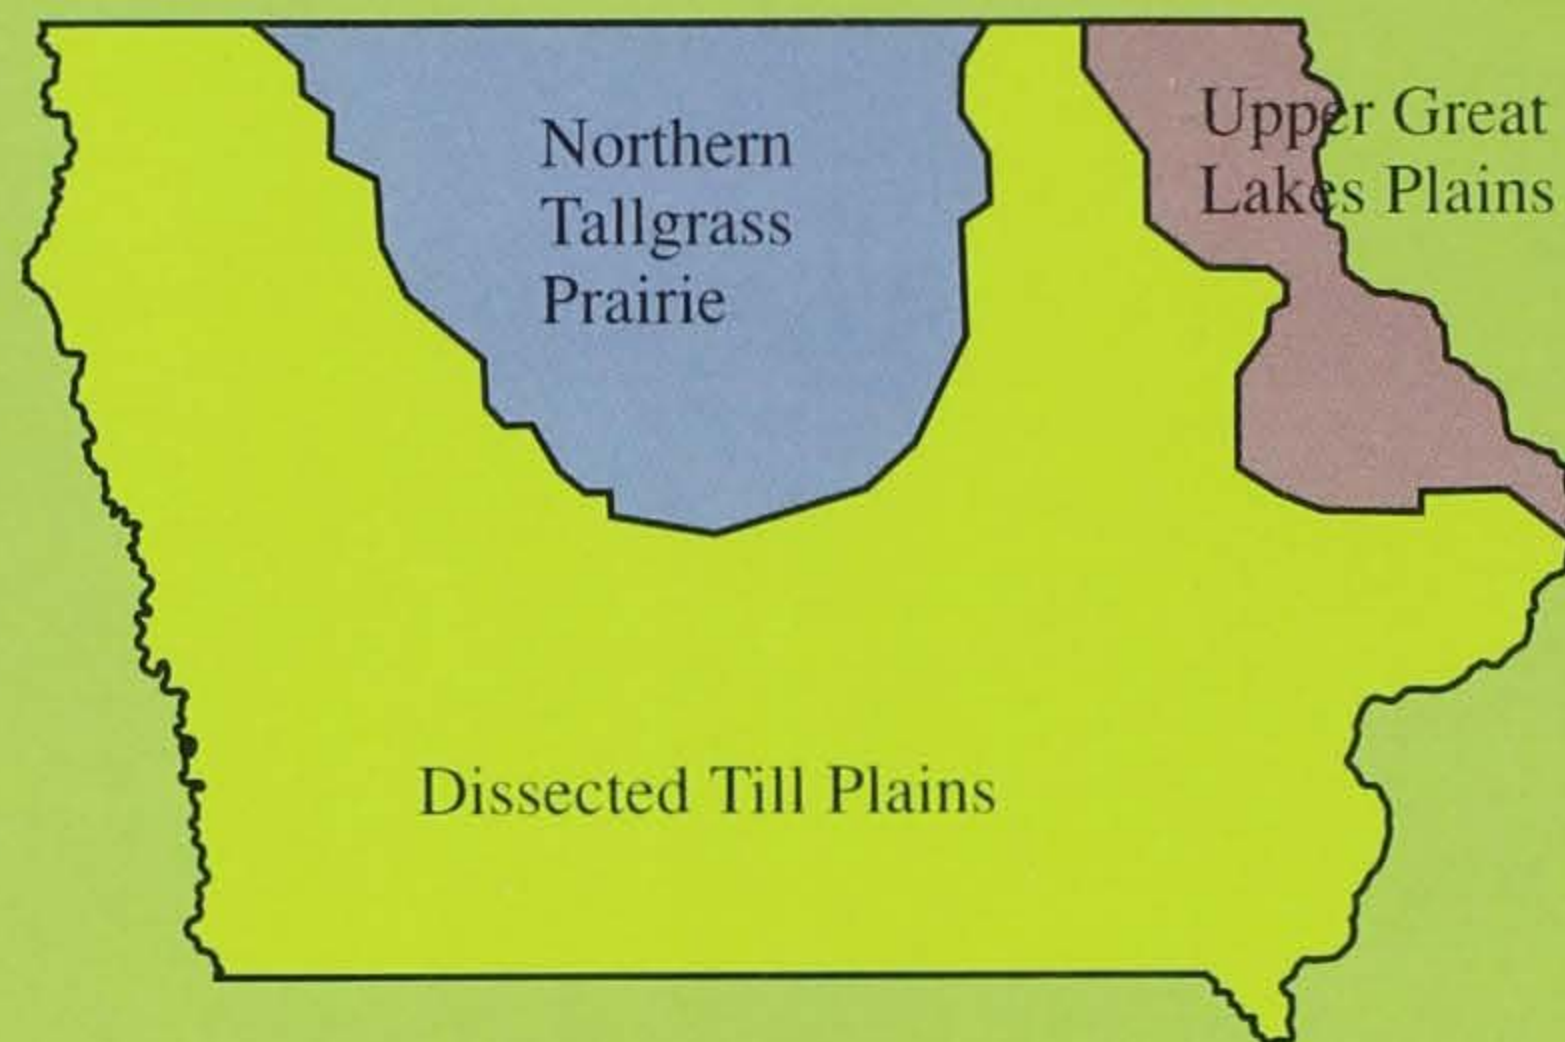 Northern
Tallgrass
Prairie
Upper Great
Lakes Plains
Dissected Till Plains